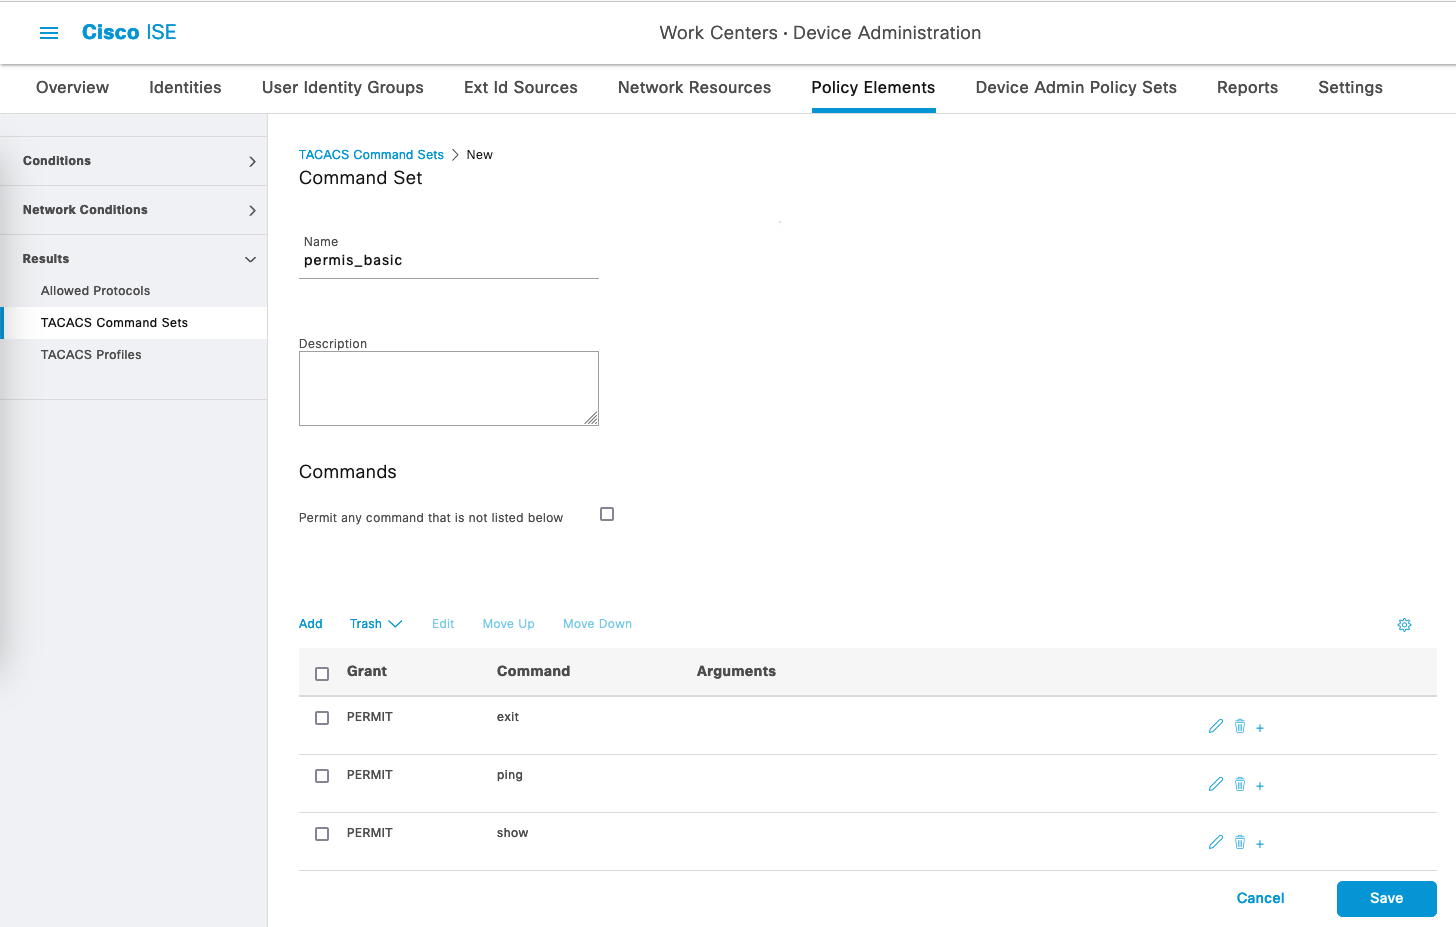 Cisco ISE
Work Centers · Device Administration
Overview Identities User Identity Groups Ext Id Sources Network Resources Policy Elements Device Admin Policy Sets Reports Settings
Conditions
Network Conditions
Results
Allowed Protocols
TACACS Command Sets
TACACS Profiles
TACACS Command Sets > New
Command Set
Name
permis_basic
Description
Commands
Permit any command that is not listed below
Add Trash Edit Move Up Move Down
Grant Command Arguments
PERMIT exit
PERMIT ping
PERMIT show
Cancel Save